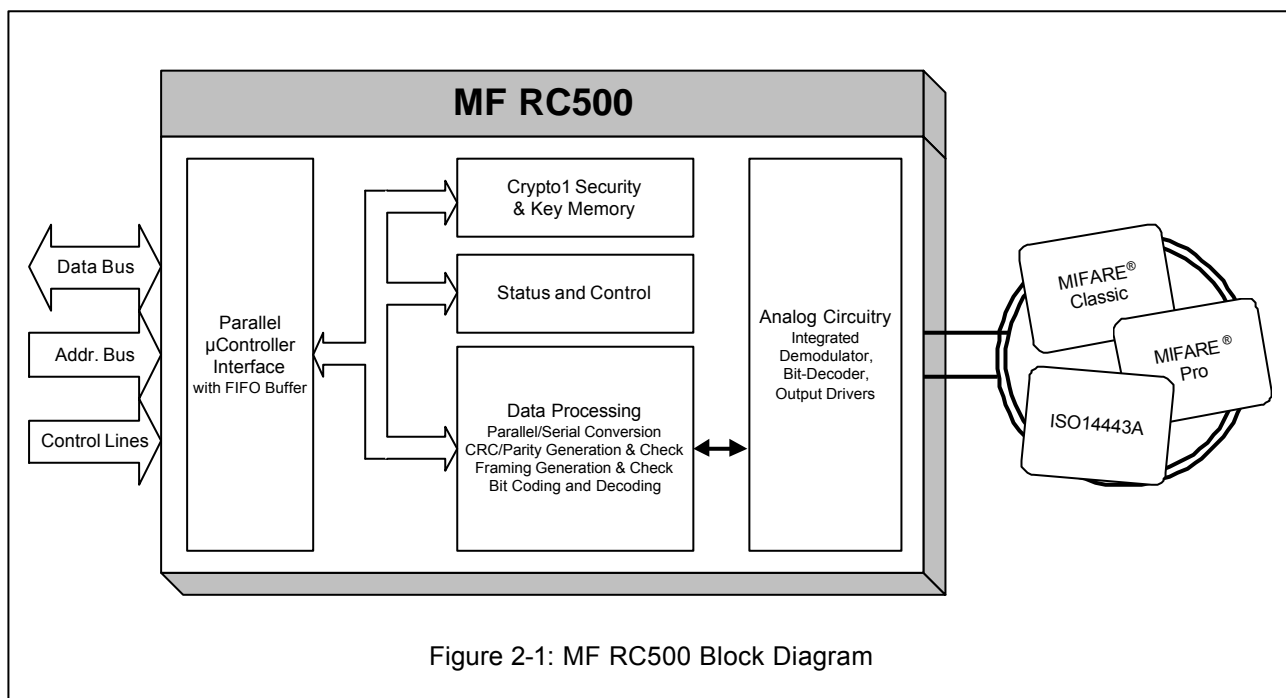 MF RC500
Data Bus
Addr. Bus
Control Lines
Parallel
µController
Interface
with FIFO Buffer
Crypto1 Security
& Key Memory
Status and Control
Data Processing
Parallel/Serial Conversion
CRC/Parity Generation & Check
Framing Generation & Check
Bit Coding and Decoding
Analog Circuitry
Integrated
Demodulator,
Bit-Decoder,
Output Drivers
MIFARE®
Classic
MIFARE®
Pro
ISO14443A
Figure 2-1: MF RC500 Block Diagram